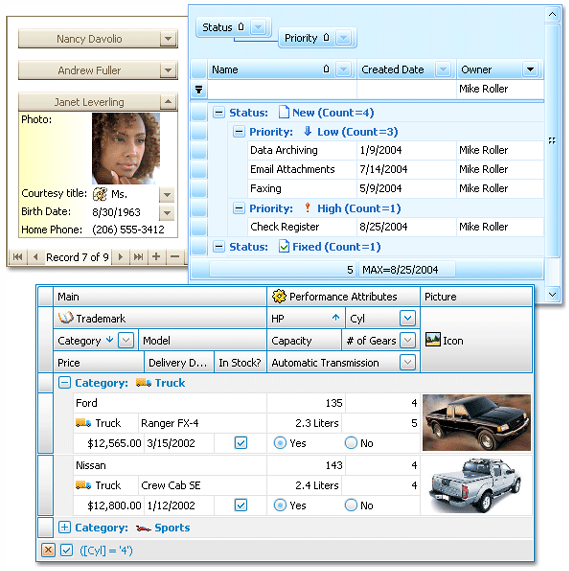 Nancy Davolio
Andrew Fuller
Janet Leverling
Photo:
Courtesy title: Ms.
Birth Date: 8/30/1963
Home Phone: (206) 555-3412
Record 7 of 9
Status
Priority
Name Created Date Owner
Mike Roller
Status: New (Count=4)
Priority: Low (Count=3)
Data Archiving 1/9/2004 Mike Roller
Email Attachments 7/14/2004 Mike Roller
Faxing 5/9/2004 Mike Roller
Priority: High (Count=1)
Check Register 8/25/2004 Mike Roller
Status: Fixed (Count=1)
5 MAX=8/25/2004
Main Performance Attributes Picture
Trademark HP Cyl
Category Model Capacity # of Gears Icon
Price Delivery D... In Stock? Automatic Transmission
Category: Truck
Ford 135 4
Truck Ranger FX-4 2.3 Liters 5
$12,565.00 3/15/2002 Yes No
Nissan 143 4
Truck Crew Cab SE 2.4 Liters 4
$12,800.00 1/12/2002 Yes No
Category: Sports
([Cyl] = '4')